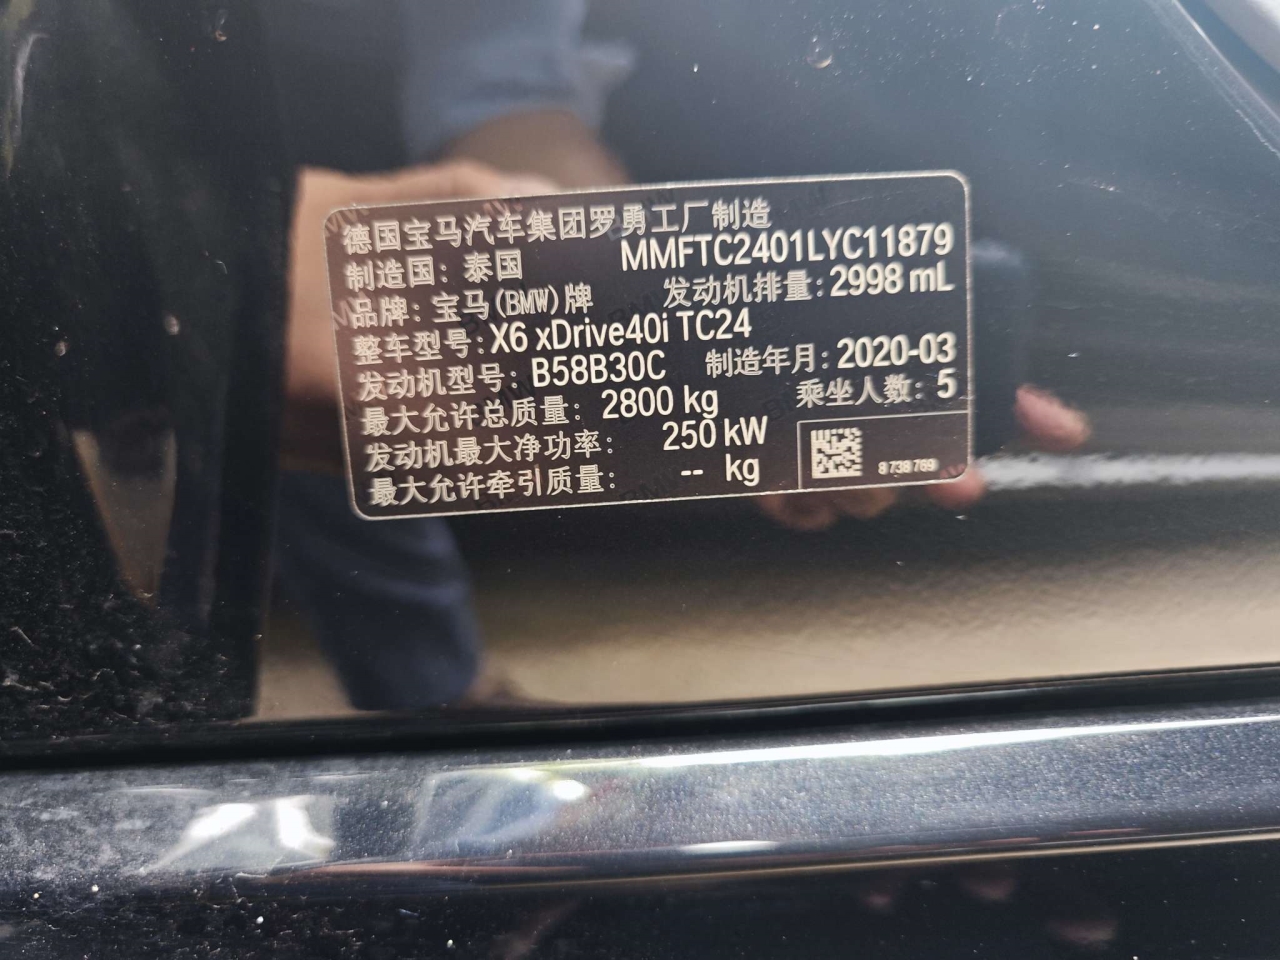 德国宝马汽车集团罗勇工厂制造
制造国：泰国 MMFTC2401LYC11879
品牌：宝马(BMW)牌 发动机排量：2998 mL
整车型号：X6 xDrive40i TC24
发动机型号：B58B30C 制造年月：2020-03
最大允许总质量：2800 kg 乘坐人数：5
发动机最大净功率：250 kW
最大允许牵引质量：-- kg
8 738 769